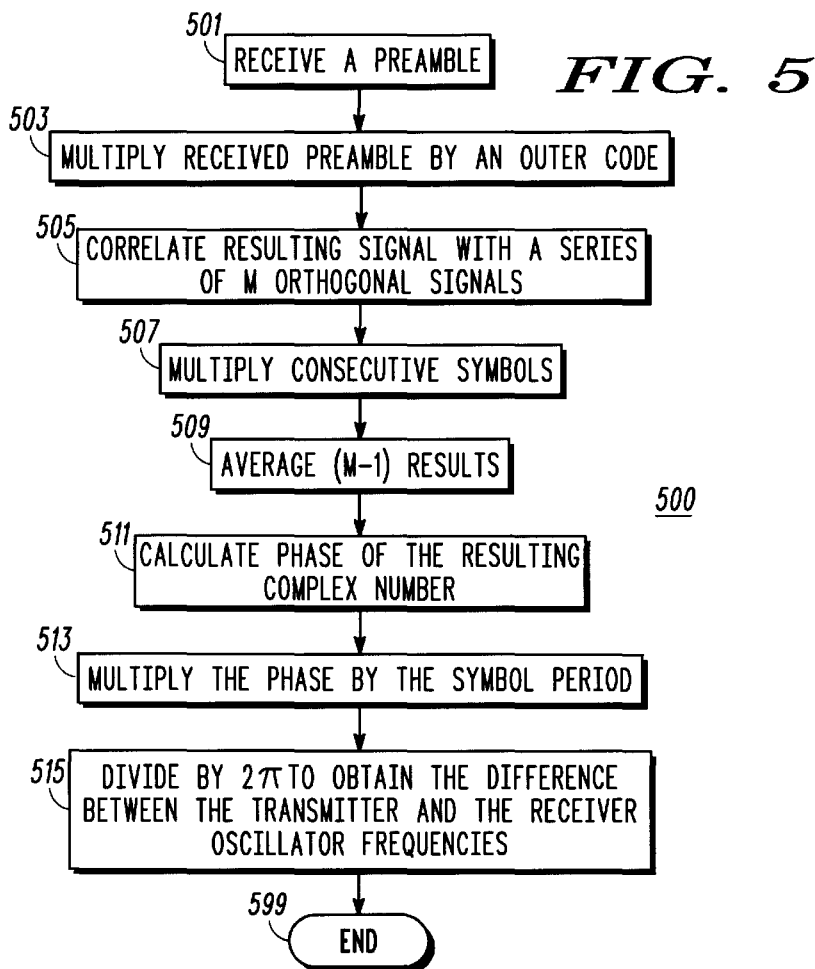 501
RECEIVE A PREAMBLE
FIG. 5
503
MULTIPLY RECEIVED PREAMBLE BY AN OUTER CODE
505
CORRELATE RESULTING SIGNAL WITH A SERIES
OF M ORTHOGONAL SIGNALS
507
MULTIPLY CONSECUTIVE SYMBOLS
509
AVERAGE (M-1) RESULTS
500
511
CALCULATE PHASE OF THE RESULTING
COMPLEX NUMBER
513
MULTIPLY THE PHASE BY THE SYMBOL PERIOD
515
DIVIDE BY 2π TO OBTAIN THE DIFFERENCE
BETWEEN THE TRANSMITTER AND THE RECEIVER
OSCILLATOR FREQUENCIES
599
END